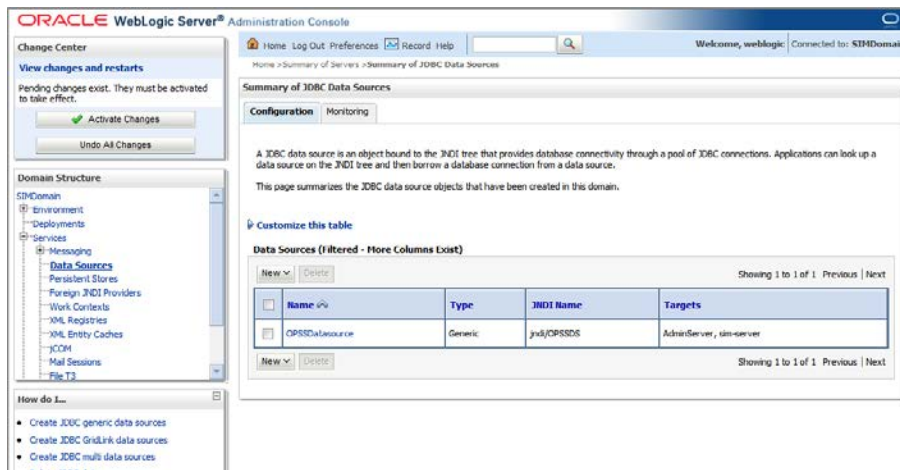 ORACLE WebLogic Server® Administration Console
Change Center
View changes and restarts
Pending changes exist. They must be activated
to take effect.
Activate Changes
Undo All Changes
Domain Structure
SIMDomain
Environment
Deployments
Services
Messaging
Data Sources
Persistent Stores
Foreign JNDI Providers
Work Contexts
XML Registries
XML Entity Caches
jCOM
Mail Sessions
File T3
How do I...
Create JDBC generic data sources
Create JDBC GridLink data sources
Create JDBC multi data sources
Home Log Out Preferences Record Help
Welcome, weblogic Connected to: SIMDomai
Home >Summary of Servers >Summary of JDBC Data Sources
Summary of JDBC Data Sources
Configuration Monitoring
A JDBC data source is an object bound to the JNDI tree that provides database connectivity through a pool of JDBC connections. Applications can look up a
data source on the JNDI tree and then borrow a database connection from a data source.
This page summarizes the JDBC data source objects that have been created in this domain.
Customize this table
Data Sources (Filtered - More Columns Exist)
New Delete Showing 1 to 1 of 1 Previous | Next
Name Type JNDI Name Targets
OPSSDatasource Generic jndi/OPSSDS AdminServer, sim-server
New Delete Showing 1 to 1 of 1 Previous | Next